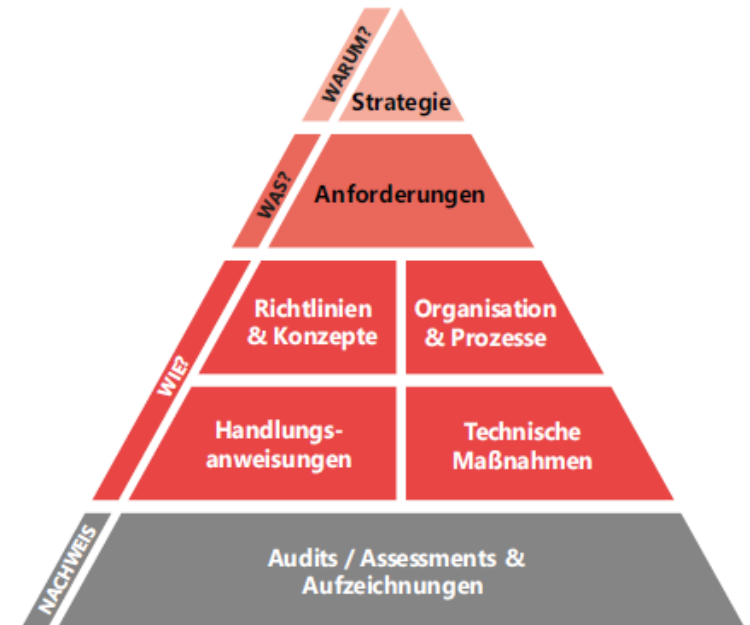 WARUM?
Strategie
WAS?
Anforderungen
WIE?
Richtlinien
& Konzepte
Organisation
& Prozesse
Handlungs-
anweisungen
Technische
Maßnahmen
NACHWEIS
Audits / Assessments &
Aufzeichnungen